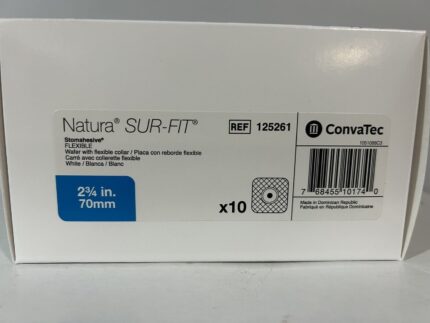 Natura® SUR-FIT®
Stomahesive®
FLEXIBLE
Wafer with flexible collar / Placa con reborde flexible
Carré avec collerette flexible
White / Blanca / Blanc
2¾ in.
70mm
x10
REF 125261
ConvaTec
7 68455 10174 0
Made in Dominican Republic
Fabriqué en République Dominicaine